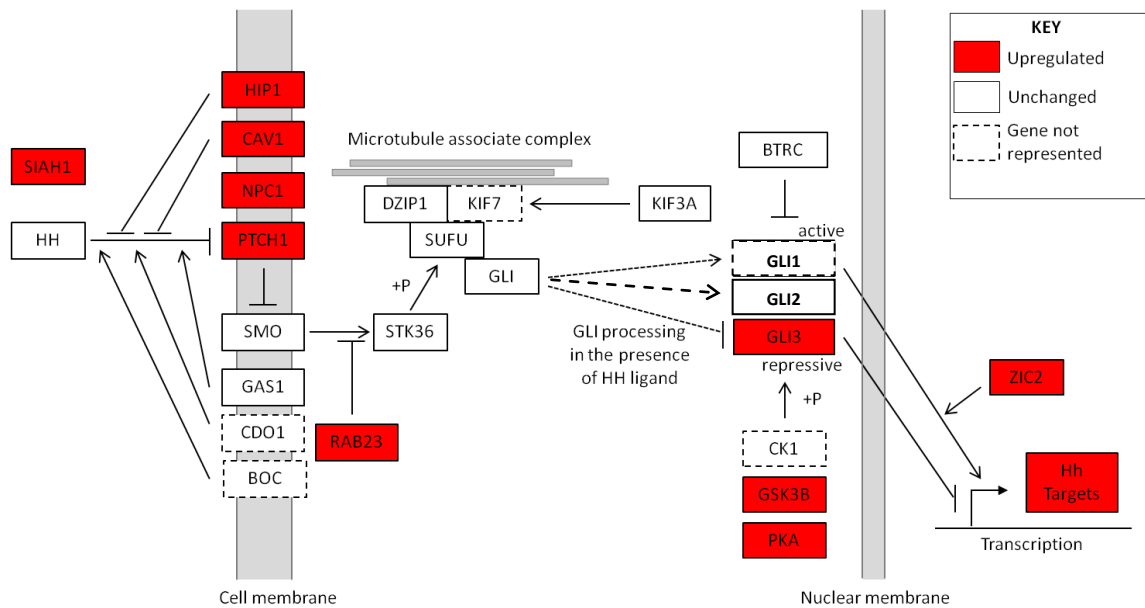 KEY
Upregulated
Unchanged
Gene not
represented
HIP1
CAV1
SIAH1
NPC1
HH
PTCH1
SMO
GAS1
CDO1
BOC
RAB23
STK36
+P
Microtubule associate complex
DZIP1
KIF7
KIF3A
SUFU
GLI
BTRC
active
GLI1
GLI2
GLI3
repressive
GLI processing
in the presence
of HH ligand
+P
CK1
GSK3B
PKA
ZIC2
Hh
Targets
Transcription
Cell membrane
Nuclear membrane